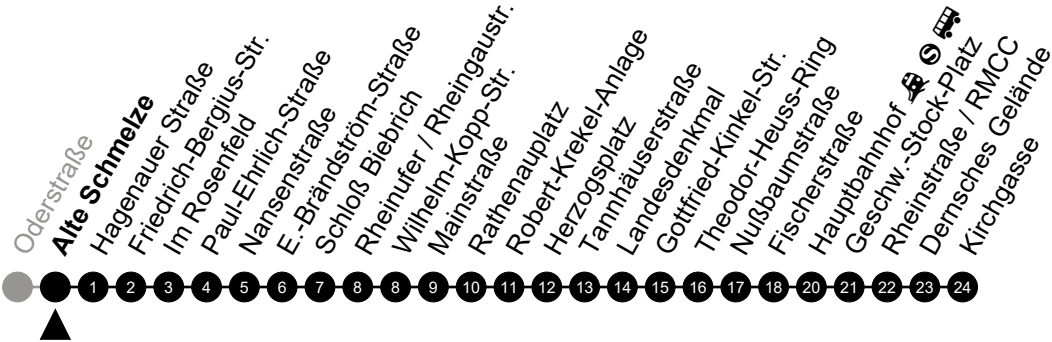 Oderstraße
Alte Schmelze
Hagenauer Straße
Friedrich-Bergius-Str.
Im Rosenfeld
Paul-Ehrlich-Straße
Nansenstraße
E.-Brändström-Straße
Schloß Biebrich
Rheinufer / Rheingaustr.
Wilhelm-Kopp-Str.
Mainstraße
Rathenauplatz
Robert-Krekel-Anlage
Herzogsplatz
Tannhäuserstraße
Landesdenkmal
Gottfried-Kinkel-Str.
Theodor-Heuss-Ring
Nußbaumstraße
Fischerstraße
Hauptbahnhof S
Geschw.-Stock-Platz
Rheinstraße / RMCC
Dernsches Gelände
Kirchgasse
1 2 3 4 5 6 7 8 8 9 10 11 12 13 14 15 16 17 18 20 21 22 23 24